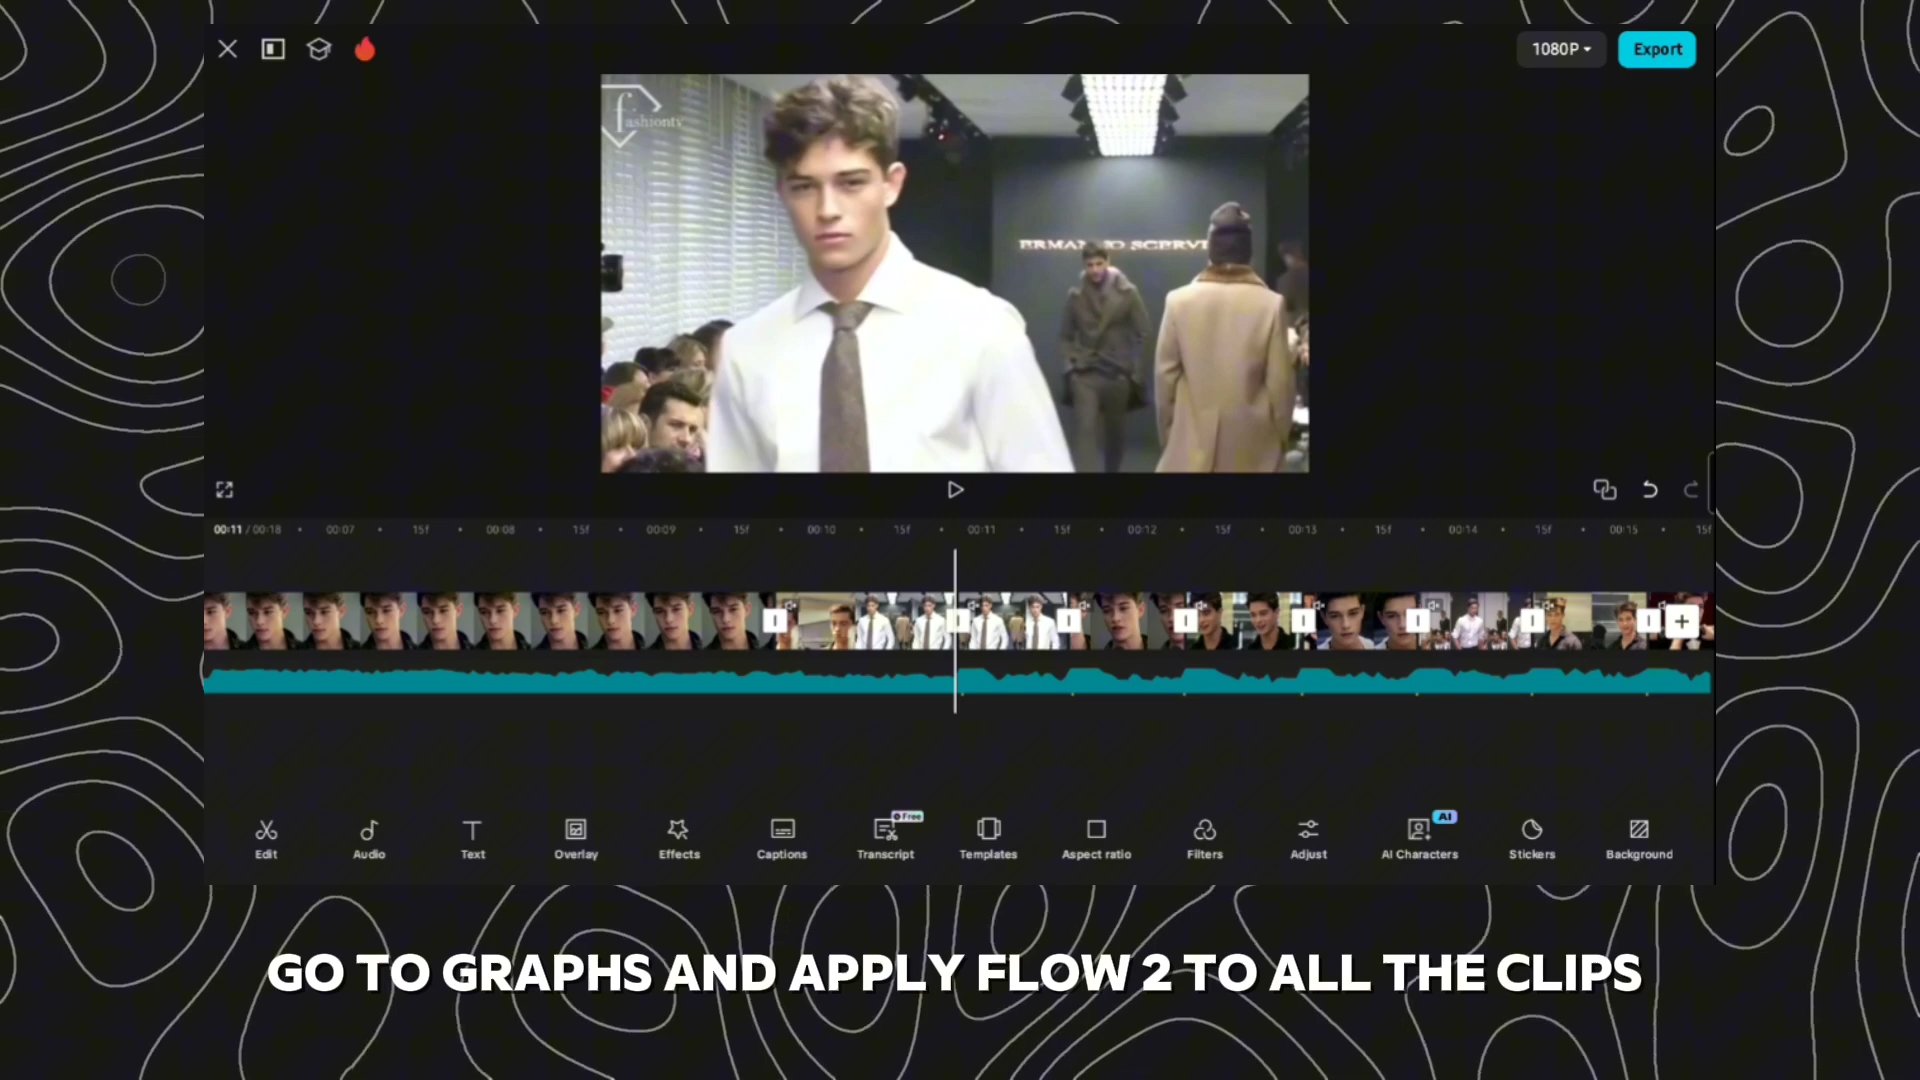 1080P
Export
fashiontv
00:11 / 00:18
00:07
15f
00:08
15f
00:09
15f
00:10
15f
00:11
15f
00:12
15f
00:13
15f
00:14
15f
00:15
15f
Free
AI
Edit
Audio
Text
Overlay
Effects
Captions
Transcript
Templates
Aspect ratio
Filters
Adjust
AI Characters
Stickers
Background
GO TO GRAPHS AND APPLY FLOW 2 TO ALL THE CLIPS